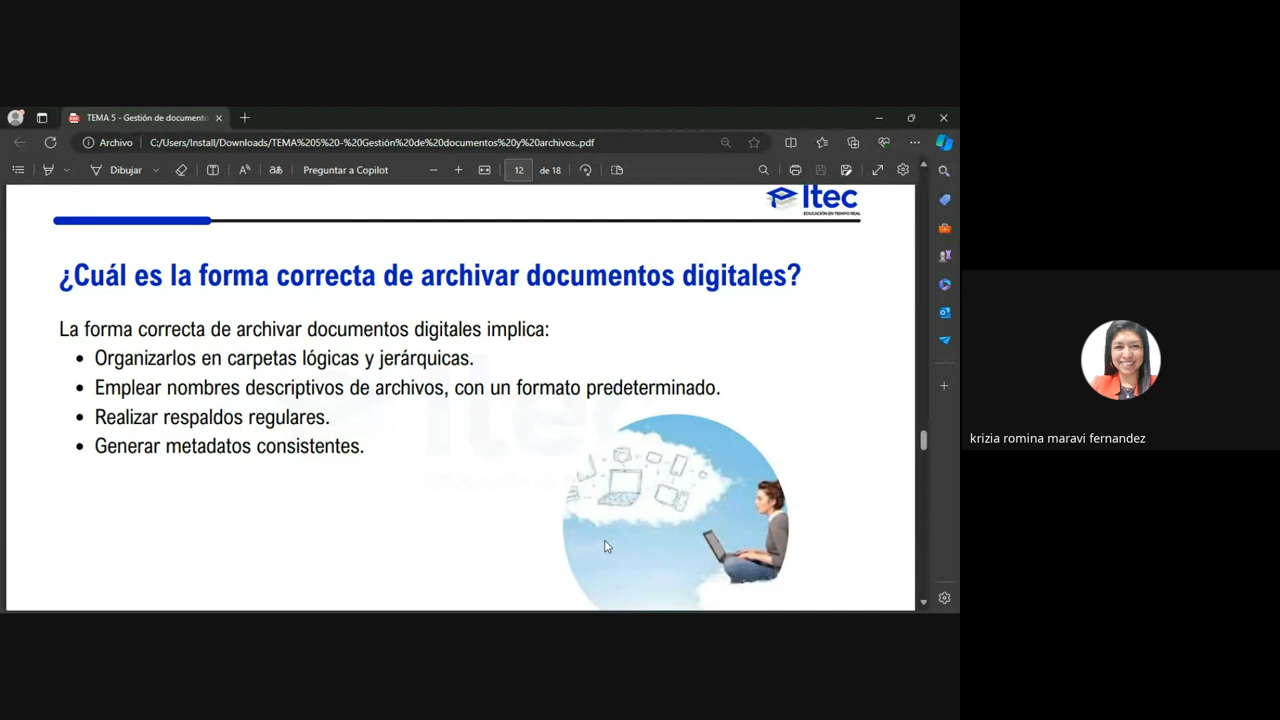 TEMA 5 - Gestión de document
Archivo
C:/Users/Install/Downloads/TEMA%205%20-%20Gestión%20de%20documentos%20y%20archivos..pdf
Dibujar
Preguntar a Copilot
12
de 18
Itec
EDUCACIÓN EN TIEMPO REAL
¿Cuál es la forma correcta de archivar documentos digitales?
La forma correcta de archivar documentos digitales implica:
• Organizarlos en carpetas lógicas y jerárquicas.
• Emplear nombres descriptivos de archivos, con un formato predeterminado.
• Realizar respaldos regulares.
• Generar metadatos consistentes.
krizia romina maravi fernandez